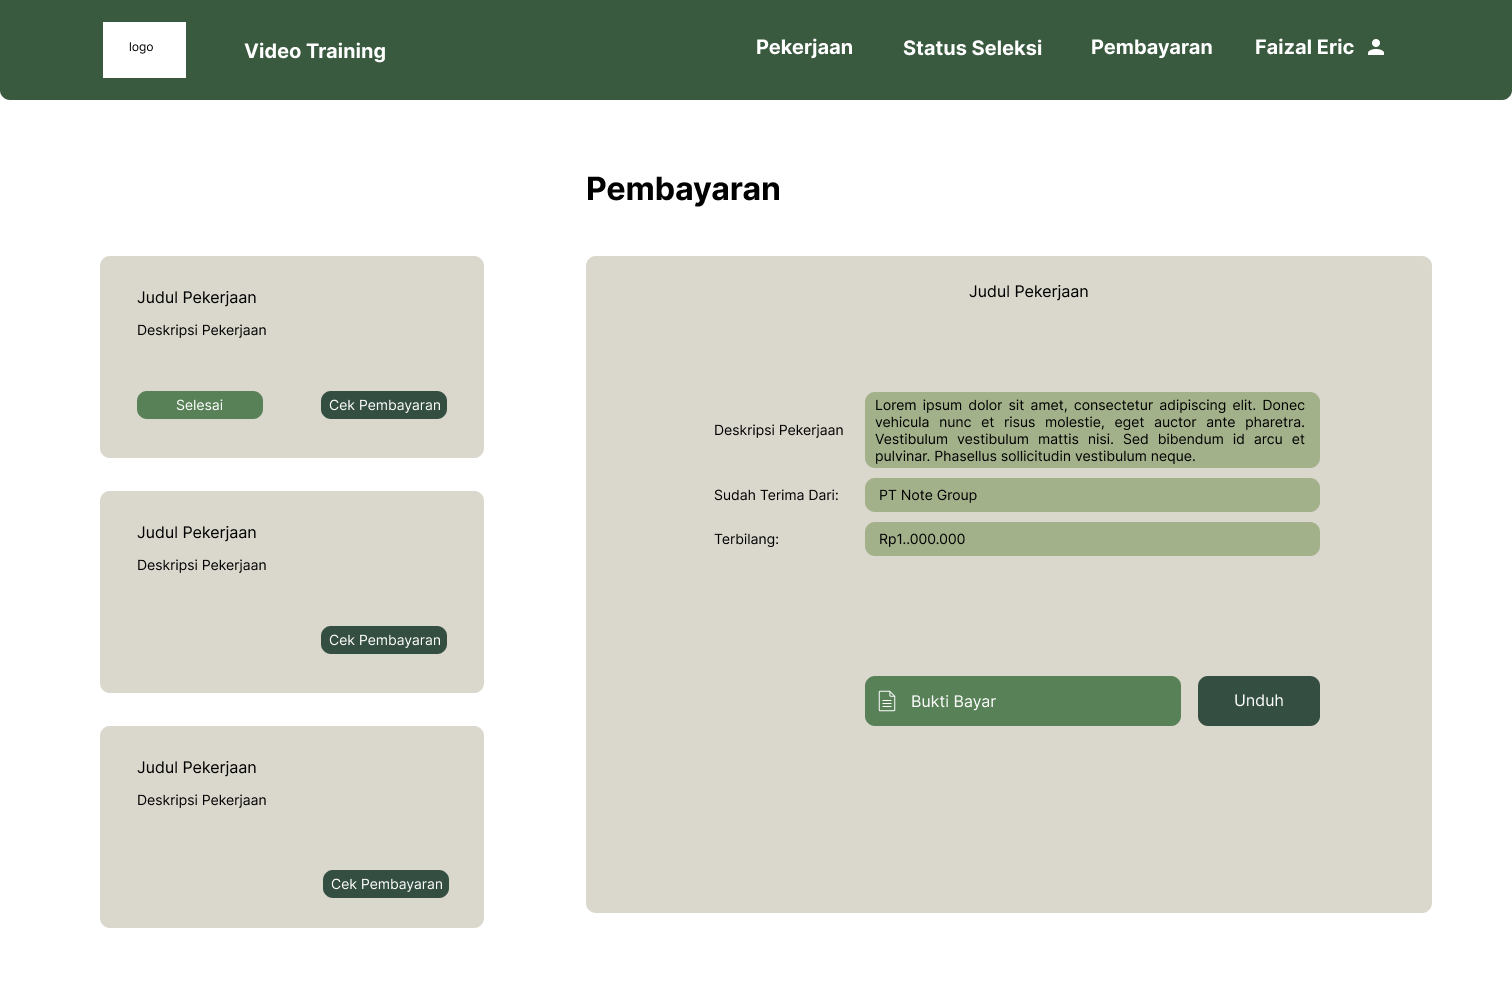 logo
Video Training
Pekerjaan
Status Seleksi
Pembayaran
Faizal Eric
Pembayaran
Judul Pekerjaan
Deskripsi Pekerjaan
Selesai
Cek Pembayaran
Judul Pekerjaan
Deskripsi Pekerjaan
Cek Pembayaran
Judul Pekerjaan
Deskripsi Pekerjaan
Cek Pembayaran
Judul Pekerjaan
Deskripsi Pekerjaan
Lorem ipsum dolor sit amet, consectetur adipiscing elit. Donec
vehicula nunc et risus molestie, eget auctor ante pharetra.
Vestibulum vestibulum mattis nisi. Sed bibendum id arcu et
pulvinar. Phasellus sollicitudin vestibulum neque.
Sudah Terima Dari:
PT Note Group
Terbilang:
Rp1..000.000
Bukti Bayar
Unduh